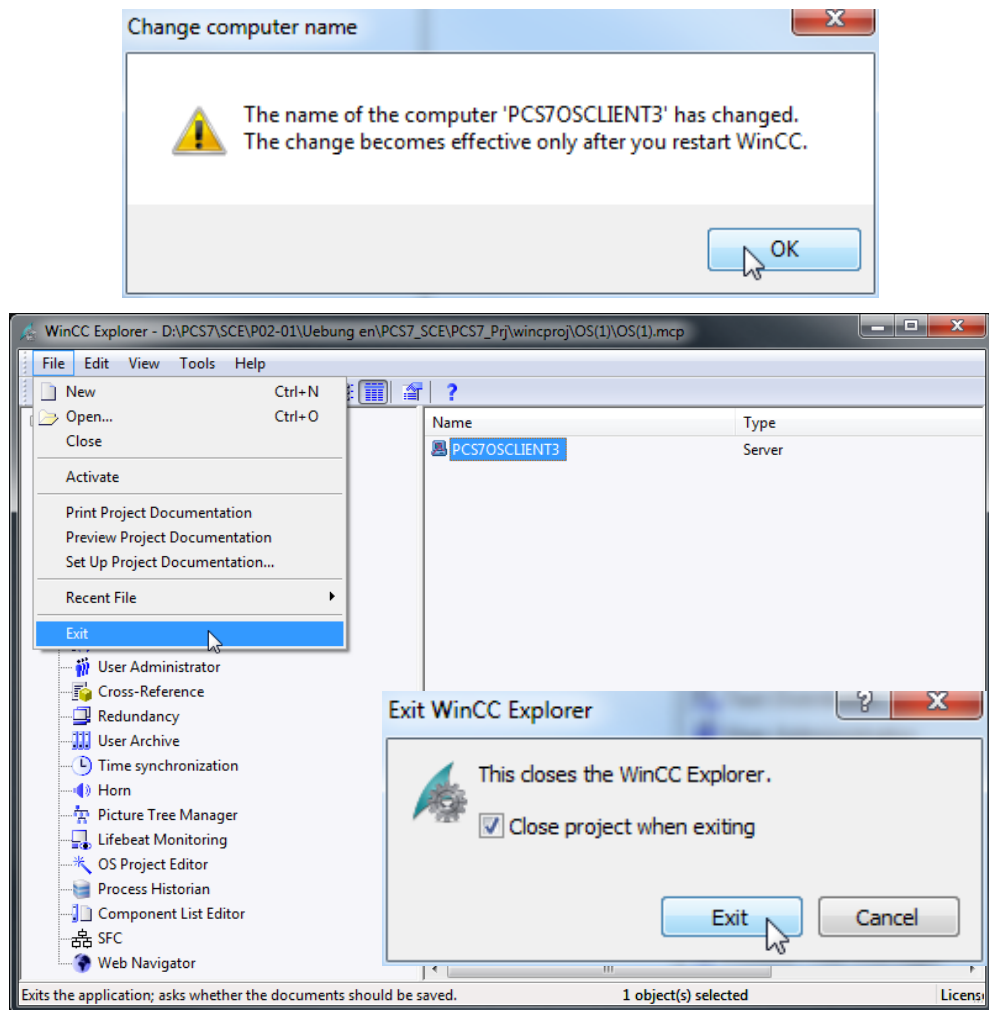 Change computer name
The name of the computer 'PCS7OSCLIENT3' has changed.
The change becomes effective only after you restart WinCC.
OK
WinCC Explorer - D:\PCS7\SCE\P02-01\Uebung en\PCS7_SCE\PCS7_Prj\wincproj\OS(1)\OS(1).mcp
File Edit View Tools Help
New Ctrl+N
Open... Ctrl+O
Close
Activate
Print Project Documentation
Preview Project Documentation
Set Up Project Documentation...
Recent File
Exit
Name Type
PCS7OSCLIENT3 Server
User Administrator
Cross-Reference
Redundancy
User Archive
Time synchronization
Horn
Picture Tree Manager
Lifebeat Monitoring
OS Project Editor
Process Historian
Component List Editor
SFC
Web Navigator
Exit WinCC Explorer
This closes the WinCC Explorer.
Close project when exiting
Exit Cancel
Exits the application; asks whether the documents should be saved. 1 object(s) selected